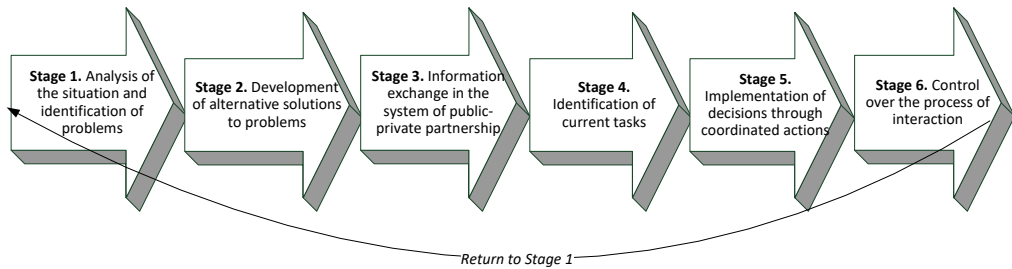 Stage 1. Analysis of
the situation and
identification of
problems
Stage 2. Development
of alternative solutions
to problems
Stage 3. Information
exchange in the
system of public-
private partnership
Stage 4.
Identification of
current tasks
Stage 5.
Implementation of
decisions through
coordinated actions
Stage 6. Control
over the process of
interaction
Return to Stage 1